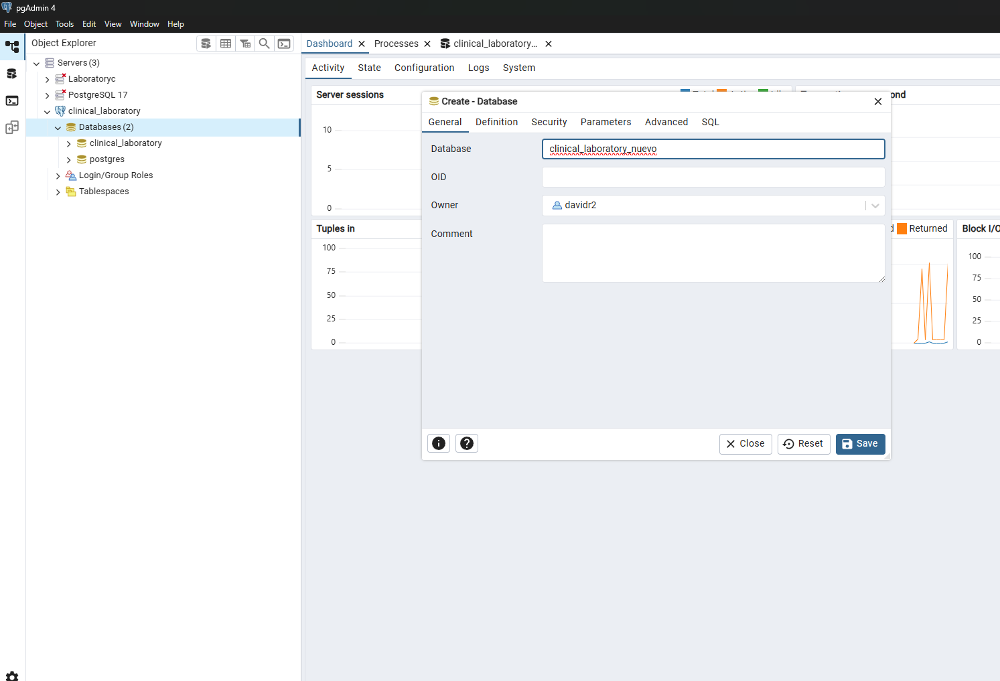 pgAdmin 4
File Object Tools Edit View Window Help
Object Explorer
Servers (3)
Laboratoryc
PostgreSQL 17
clinical_laboratory
Databases (2)
clinical_laboratory
postgres
Login/Group Roles
Tablespaces
Dashboard Processes clinical_laboratory...
Activity State Configuration Logs System
Server sessions
10
5
0
Tuples in
100
75
50
25
0
Create - Database
General Definition Security Parameters Advanced SQL
Database clinical_laboratory_nuevo
OID
Owner davidr2
Comment
Close Reset Save
Returned
Block I/O
100
75
50
25
0